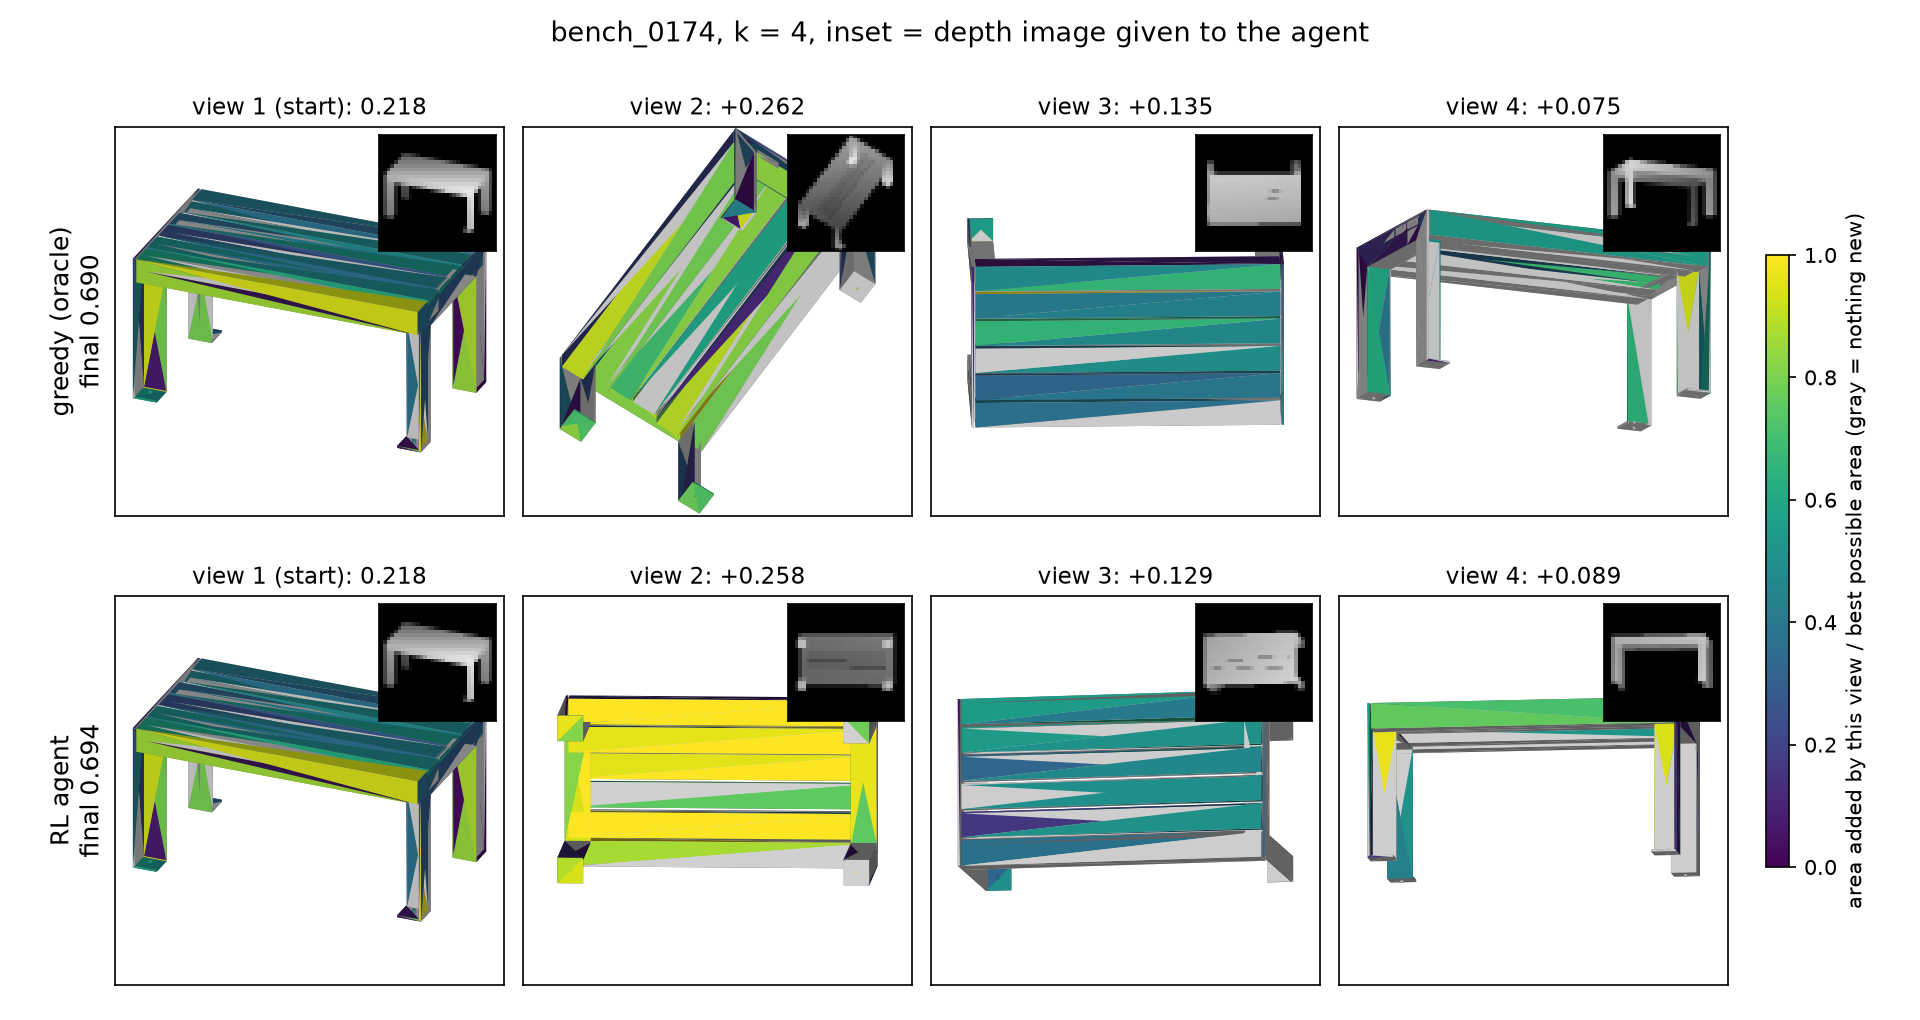 bench_0174, k = 4, inset = depth image given to the agent
view 1 (start): 0.218
view 2: +0.262
view 3: +0.135
view 4: +0.075
greedy (oracle)
final 0.690
view 1 (start): 0.218
view 2: +0.258
view 3: +0.129
view 4: +0.089
RL agent
final 0.694
1.0
0.8
0.6
0.4
0.2
0.0
area added by this view / best possible area (gray = nothing new)